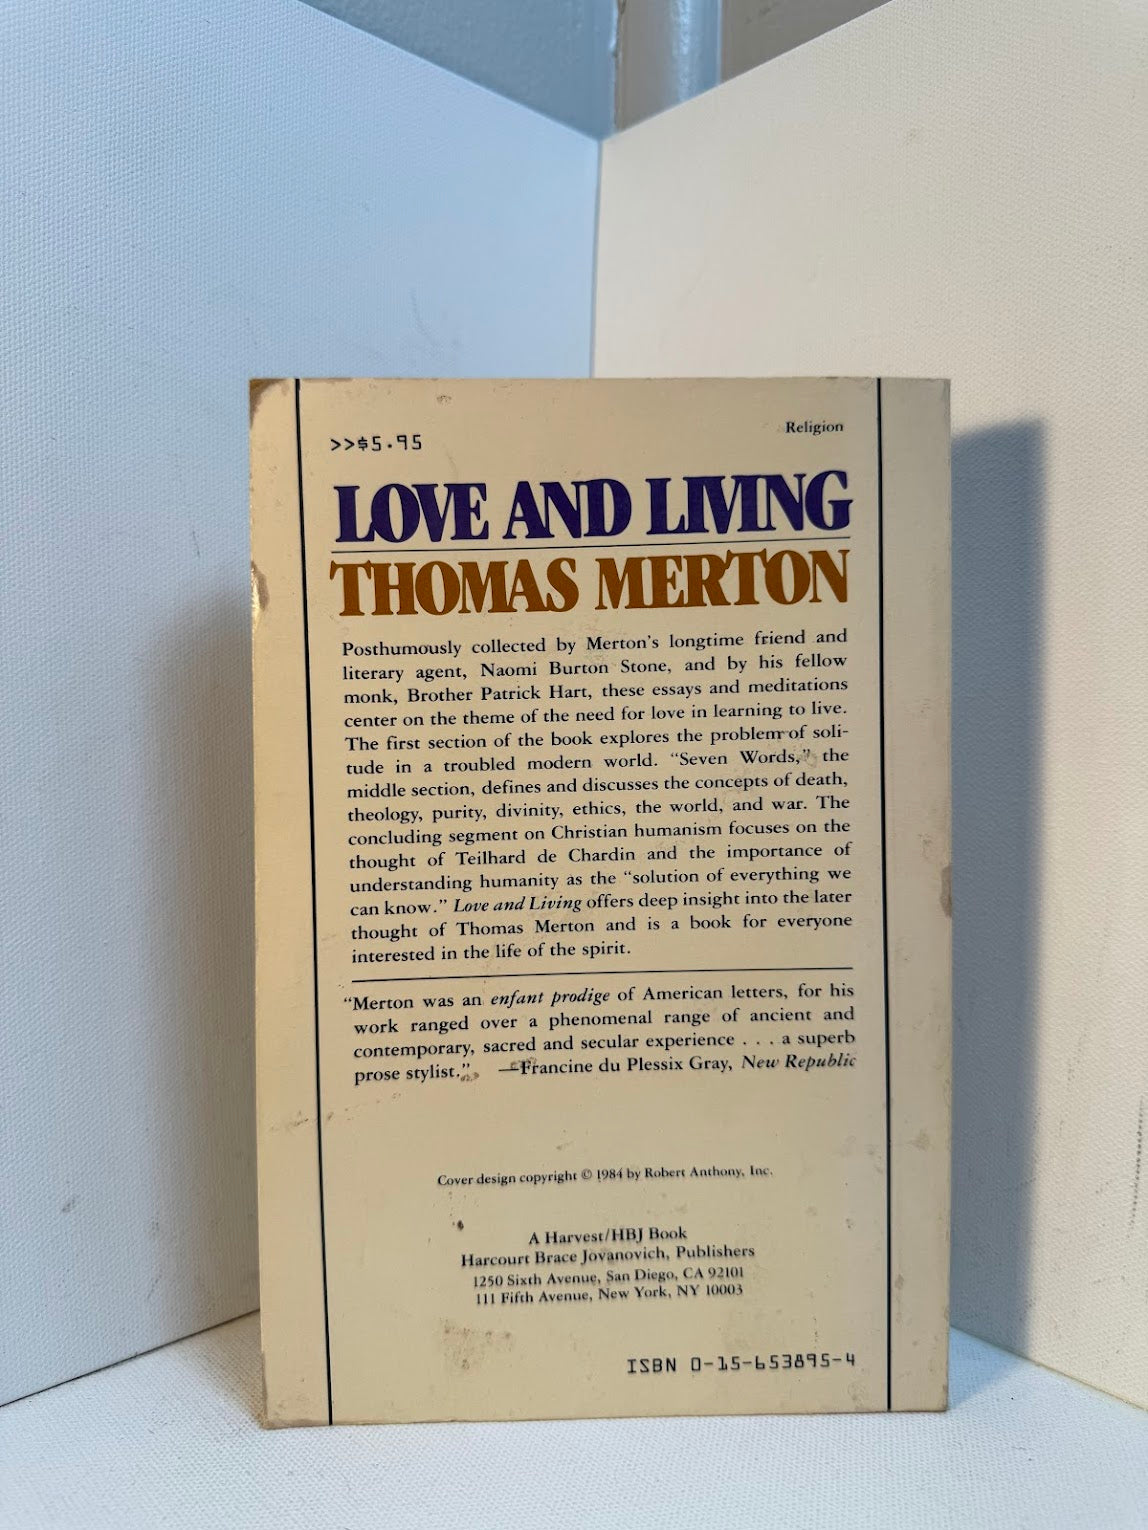 >>$5.95
Religion
LOVE AND LIVING
THOMAS MERTON
Posthumously collected by Merton's longtime friend and
literary agent, Naomi Burton Stone, and by his fellow
monk, Brother Patrick Hart, these essays and meditations
center on the theme of the need for love in learning to live.
The first section of the book explores the problem of soli-
tude in a troubled modern world. "Seven Words," the
middle section, defines and discusses the concepts of death,
theology, purity, divinity, ethics, the world, and war. The
concluding segment on Christian humanism focuses on the
thought of Teilhard de Chardin and the importance of
understanding humanity as the "solution of everything we
can know." Love and Living offers deep insight into the later
thought of Thomas Merton and is a book for everyone
interested in the life of the spirit.
"Merton was an enfant prodige of American letters, for his
work ranged over a phenomenal range of ancient and
contemporary, sacred and secular experience . . . a superb
prose stylist." —Francine du Plessix Gray, New Republic
Cover design copyright © 1984 by Robert Anthony, Inc.
A Harvest/HBJ Book
Harcourt Brace Jovanovich, Publishers
1250 Sixth Avenue, San Diego, CA 92101
111 Fifth Avenue, New York, NY 10003
ISBN 0-15-653895-4